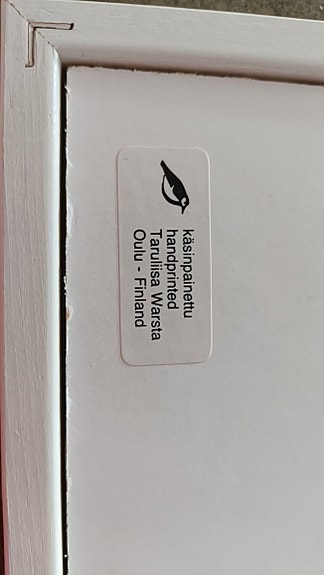 käsinpainettu
handprinted
Taruliisa Warsta
Oulu - Finland